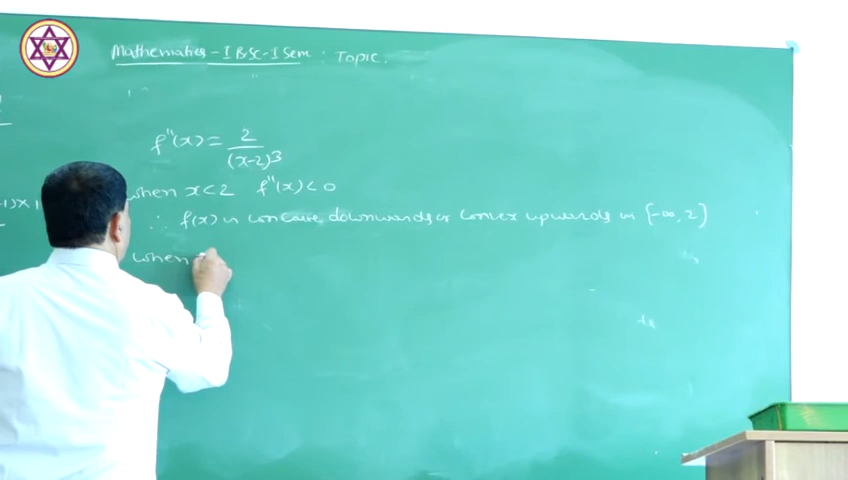 Mathematics - I BSc - I Sem : Topic.
f''(x) = 2/(x-2)^3
when x < 2 f''(x) < 0
∴ f(x) is concave downwards or convex upwards in [-∞, 2]
when